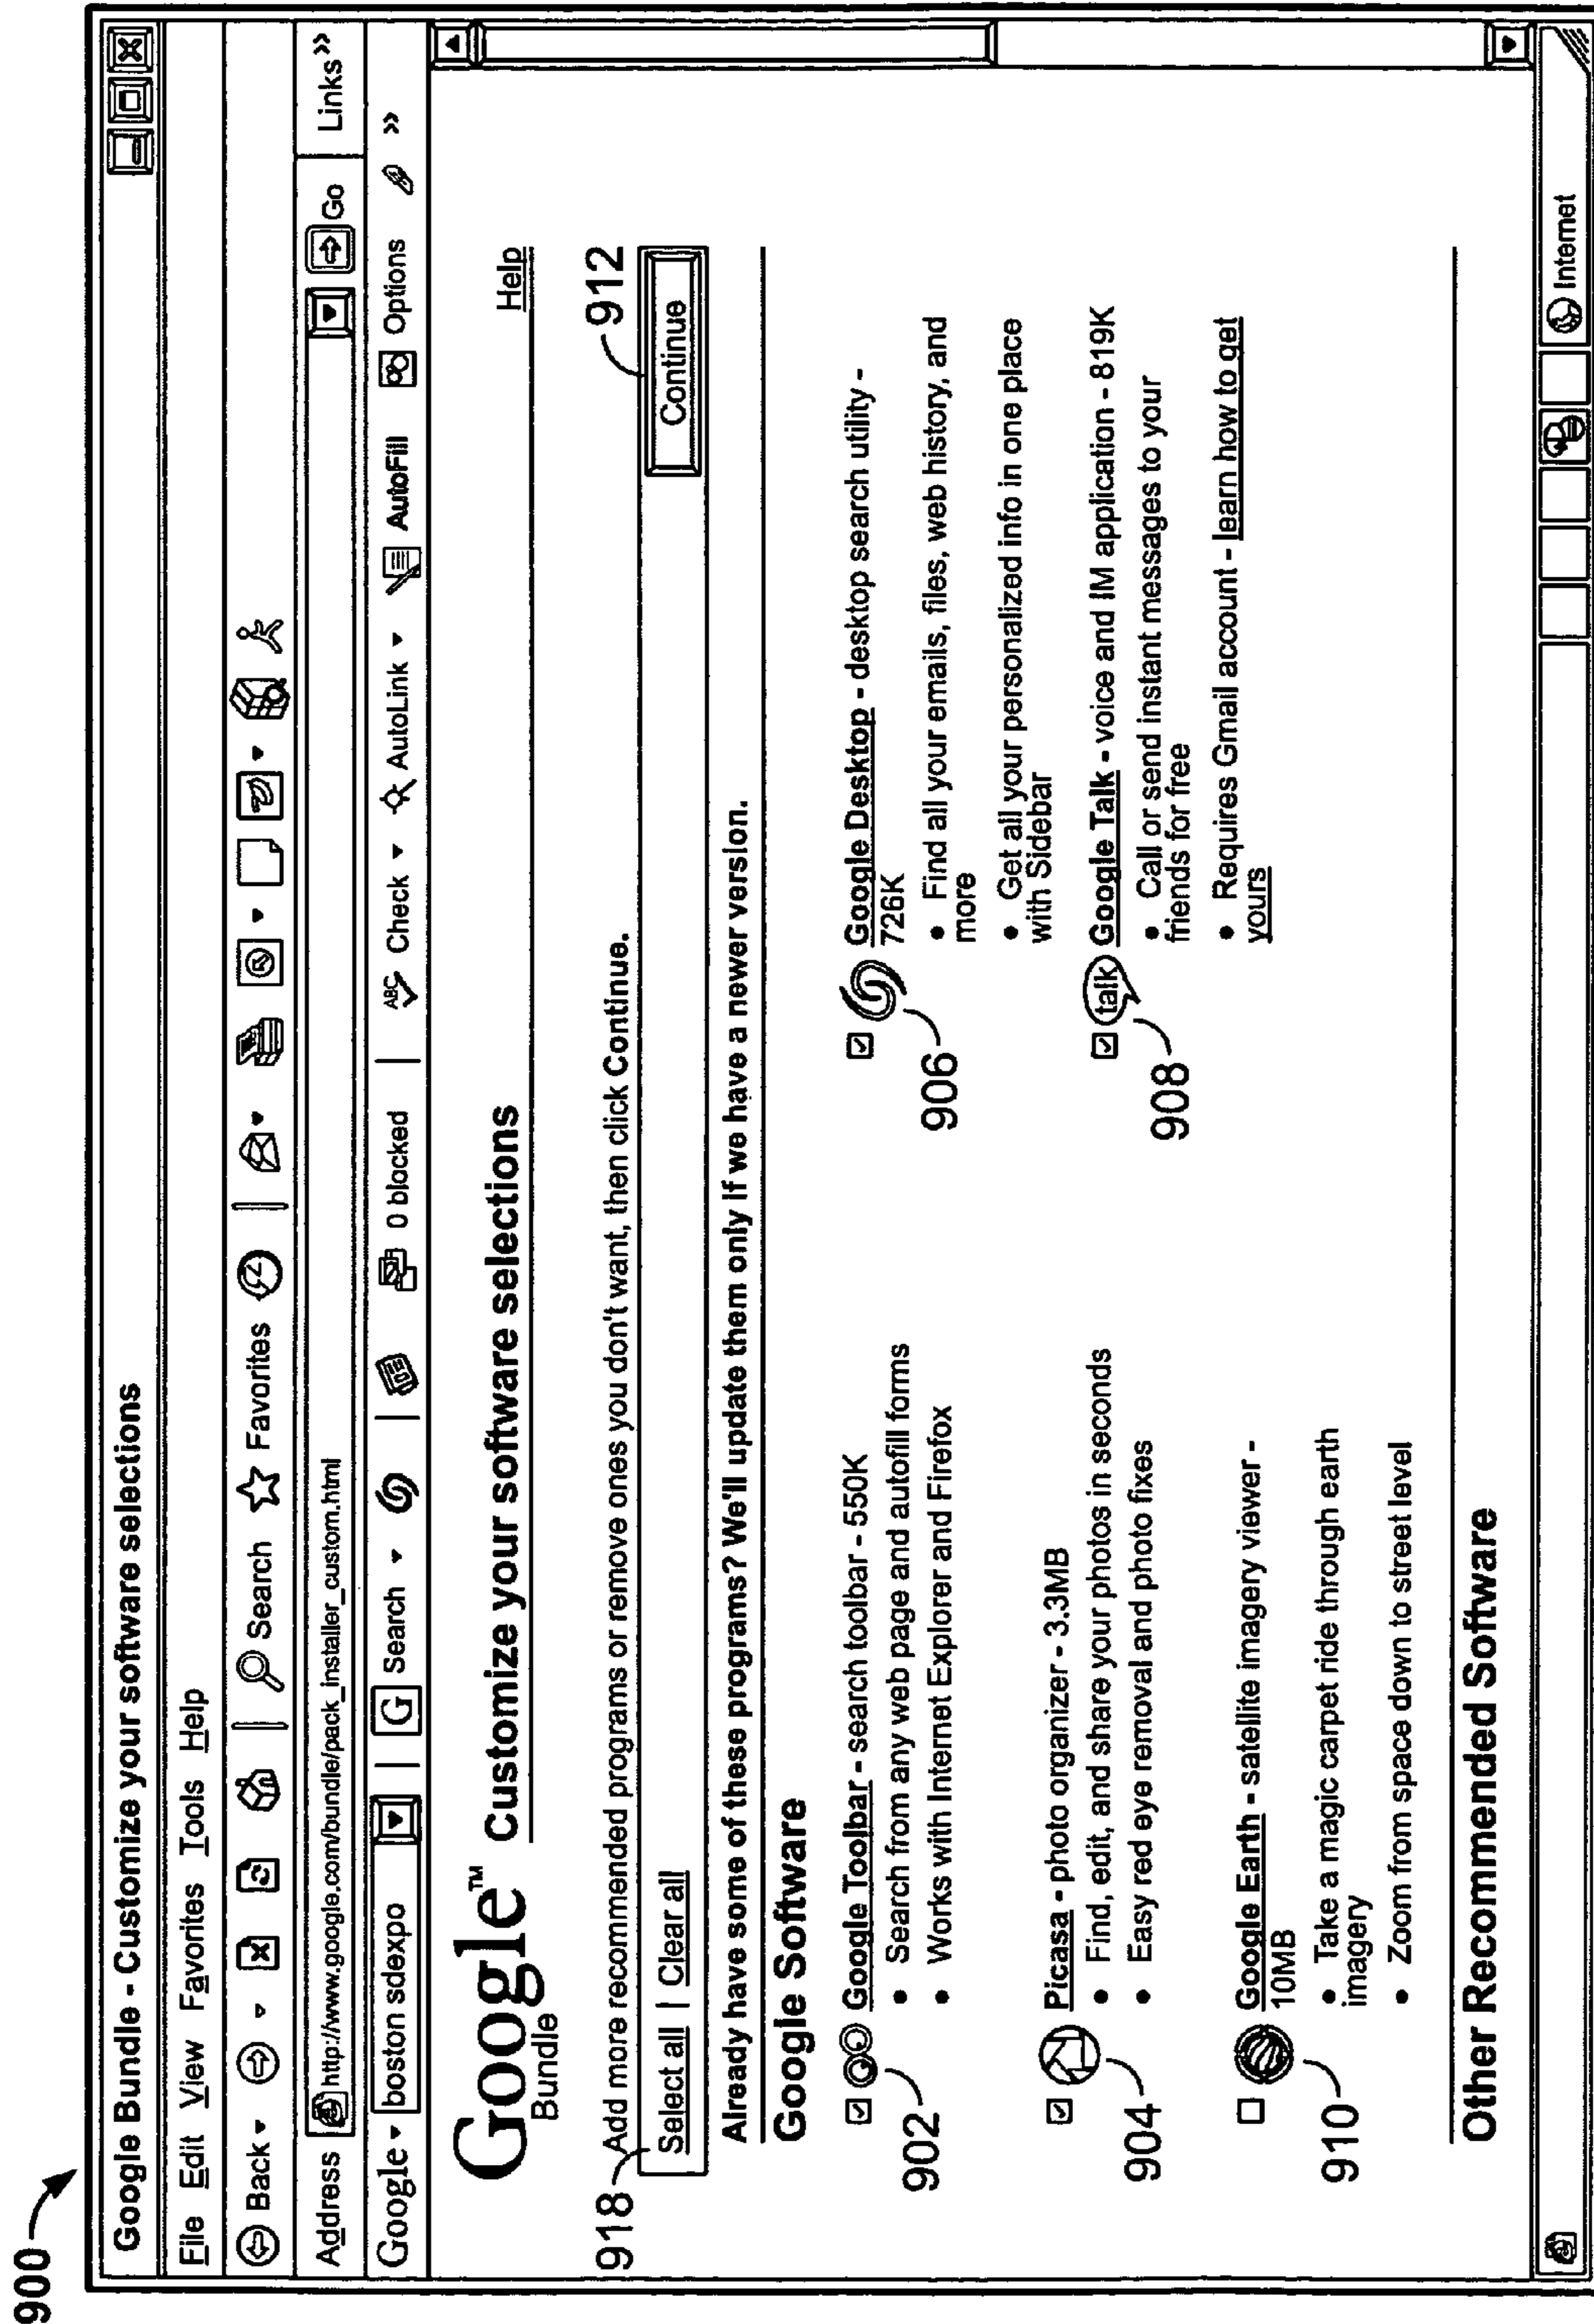 900
Google Bundle - Customize your software selections
File Edit View Favorites Tools Help
Back Search Favorites
Address http://www.google.com/bundle/pack_installer_custom.html Go Links »
Google boston sdexpo G Search 0 blocked ABC Check AutoLink AutoFill Options »
Google™ Customize your software selections Help
Bundle
918 Add more recommended programs or remove ones you don't want, then click Continue. 912
Select all | Clear all Continue
Already have some of these programs? We'll update them only if we have a newer version.
Google Software
902
Google Toolbar - search toolbar - 550K
• Search from any web page and autofill forms
• Works with Internet Explorer and Firefox
906
Google Desktop - desktop search utility -
726K
• Find all your emails, files, web history, and
more
• Get all your personalized info in one place
with Sidebar
904
Picasa - photo organizer - 3.3MB
• Find, edit, and share your photos in seconds
• Easy red eye removal and photo fixes
908
talk Google Talk - voice and IM application - 819K
• Call or send instant messages to your
friends for free
• Requires Gmail account - learn how to get
yours
910
Google Earth - satellite imagery viewer -
10MB
• Take a magic carpet ride through earth
imagery
• Zoom from space down to street level
Other Recommended Software
Internet